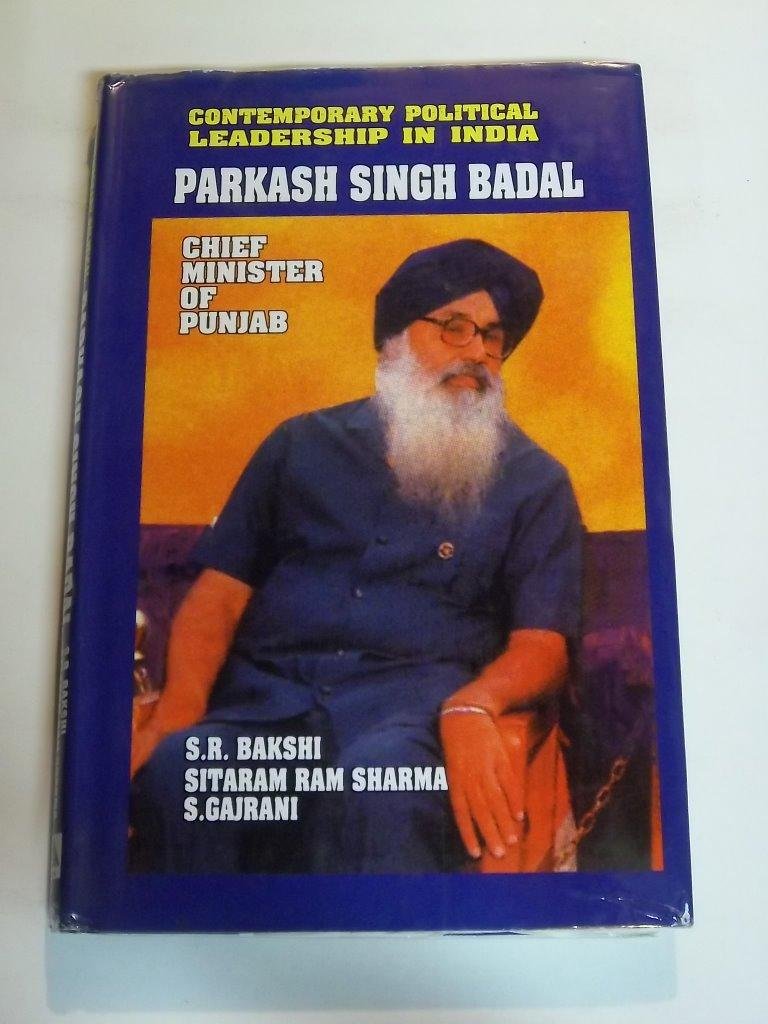 CONTEMPORARY POLITICAL
LEADERSHIP IN INDIA
PARKASH SINGH BADAL
CHIEF
MINISTER
OF
PUNJAB
S.R. BAKSHI
SITARAM RAM SHARMA
S.GAJRANI